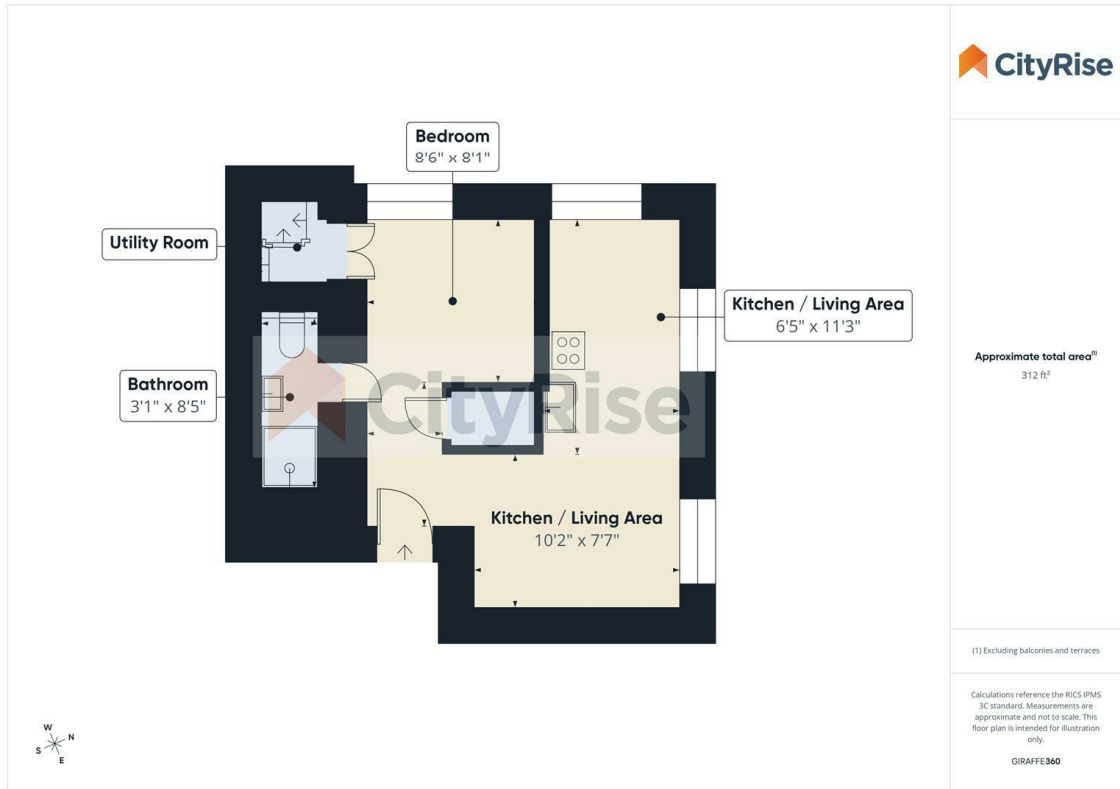 CityRise
Bedroom
8'6" x 8'1"
Utility Room
Kitchen / Living Area
6'5" x 11'3"
Approximate total area(1)
312 ft²
Bathroom
3'1" x 8'5"
CityRise
Kitchen / Living Area
10'2" x 7'7"
(1) Excluding balconies and terraces
Calculations reference the RICS IPMS
3C standard. Measurements are
approximate and not to scale. This
floor plan is intended for illustration
only.
GIRAFFE360
W
N
S
E